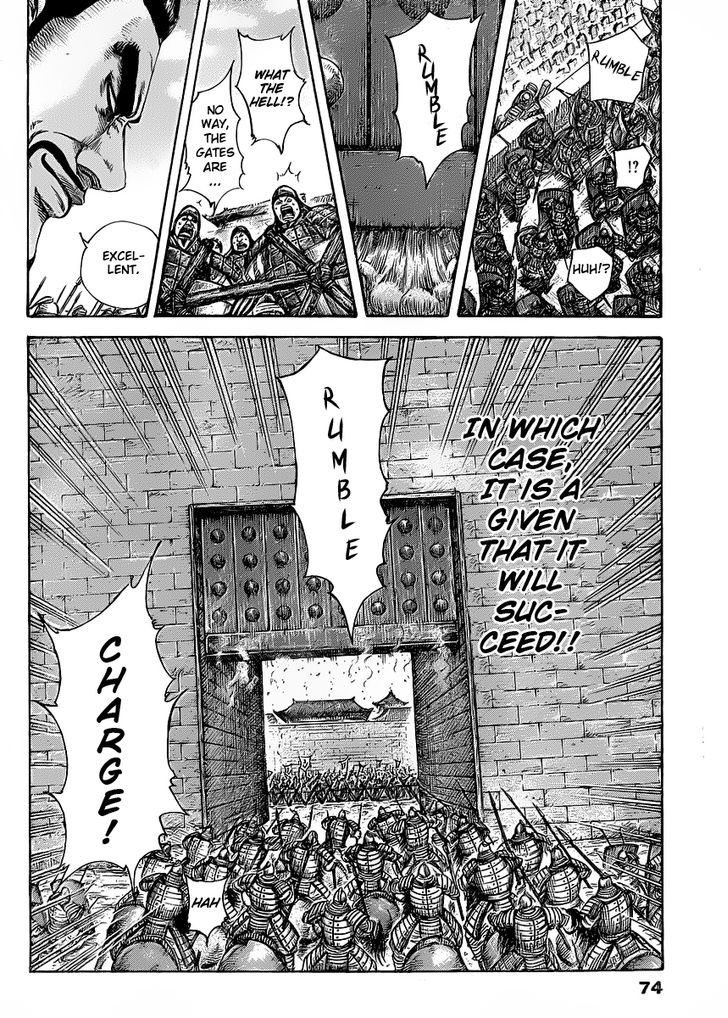 RUMBLE
!?
HUH!?
RUMBLE
WHAT
THE
HELL!?
NO
WAY,
THE
GATES
ARE
...
EXCEL-
LENT.
IN WHICH
CASE,
IT IS A
GIVEN
THAT IT
WILL
SUC-
CEED!!
RUMBLE
CHARGE!
HAH
74